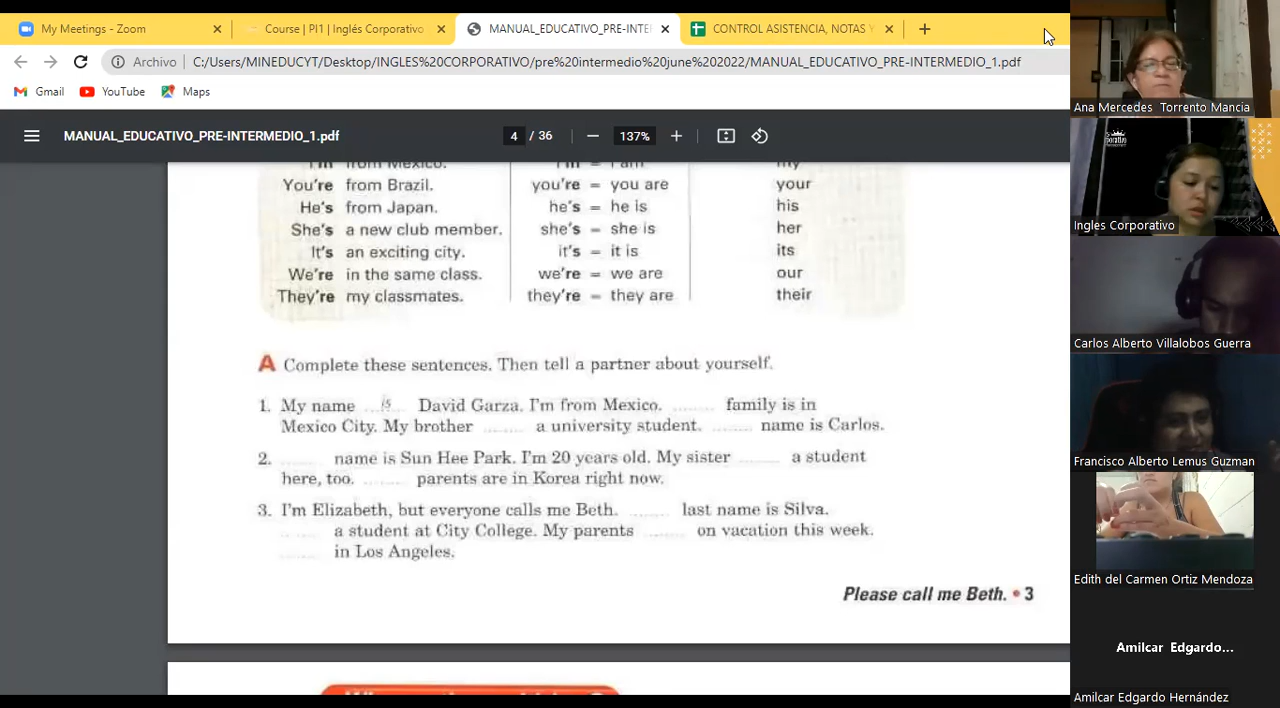 My Meetings - Zoom
Course | PI1 | Inglés Corporativo
MANUAL_EDUCATIVO_PRE-INTERM
CONTROL ASISTENCIA, NOTAS Y
Archivo
C:/Users/MINEDUCYT/Desktop/INGLES%20CORPORATIVO/pre%20intermedio%20june%202022/MANUAL_EDUCATIVO_PRE-INTERMEDIO_1.pdf
Gmail
YouTube
Maps
MANUAL_EDUCATIVO_PRE-INTERMEDIO_1.pdf
4 / 36
137%
I'm from Mexico. I'm = I am my
You're from Brazil. you're = you are your
He's from Japan. he's = he is his
She's a new club member. she's = she is her
It's an exciting city. it's = it is its
We're in the same class. we're = we are our
They're my classmates. they're = they are their
A Complete these sentences. Then tell a partner about yourself.
1. My name ...is... David Garza. I'm from Mexico. ........ family is in
Mexico City. My brother ........ a university student. ........ name is Carlos.
2. ........ name is Sun Hee Park. I'm 20 years old. My sister ........ a student
here, too. ........ parents are in Korea right now.
3. I'm Elizabeth, but everyone calls me Beth. ........ last name is Silva.
........ a student at City College. My parents ........ on vacation this week.
........ in Los Angeles.
Please call me Beth. • 3
Ana Mercedes Torrento Mancia
Ingles Corporativo
Carlos Alberto Villalobos Guerra
Francisco Alberto Lemus Guzman
Edith del Carmen Ortiz Mendoza
Amilcar Edgardo...
Amilcar Edgardo Hernández